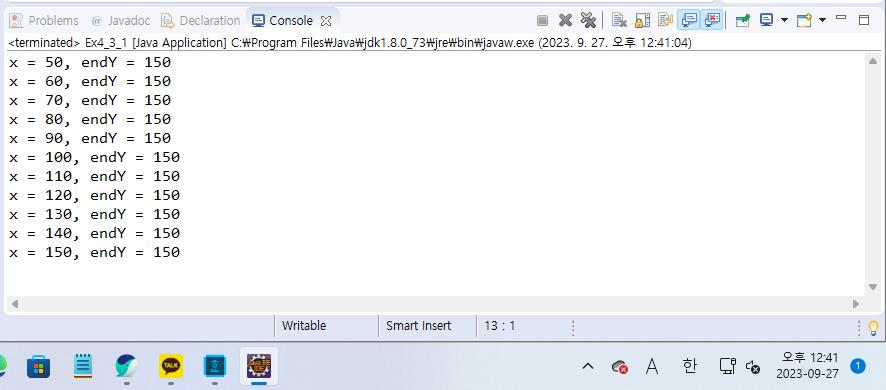 Problems @ Javadoc Declaration Console
<terminated> Ex4_3_1 [Java Application] C:₩Program Files₩Java₩jdk1.8.0_73₩jre₩bin₩javaw.exe (2023. 9. 27. 오후 12:41:04)
x = 50, endY = 150
x = 60, endY = 150
x = 70, endY = 150
x = 80, endY = 150
x = 90, endY = 150
x = 100, endY = 150
x = 110, endY = 150
x = 120, endY = 150
x = 130, endY = 150
x = 140, endY = 150
x = 150, endY = 150
Writable Smart Insert 13 : 1
TALK
A 한
오후 12:41
2023-09-27
1